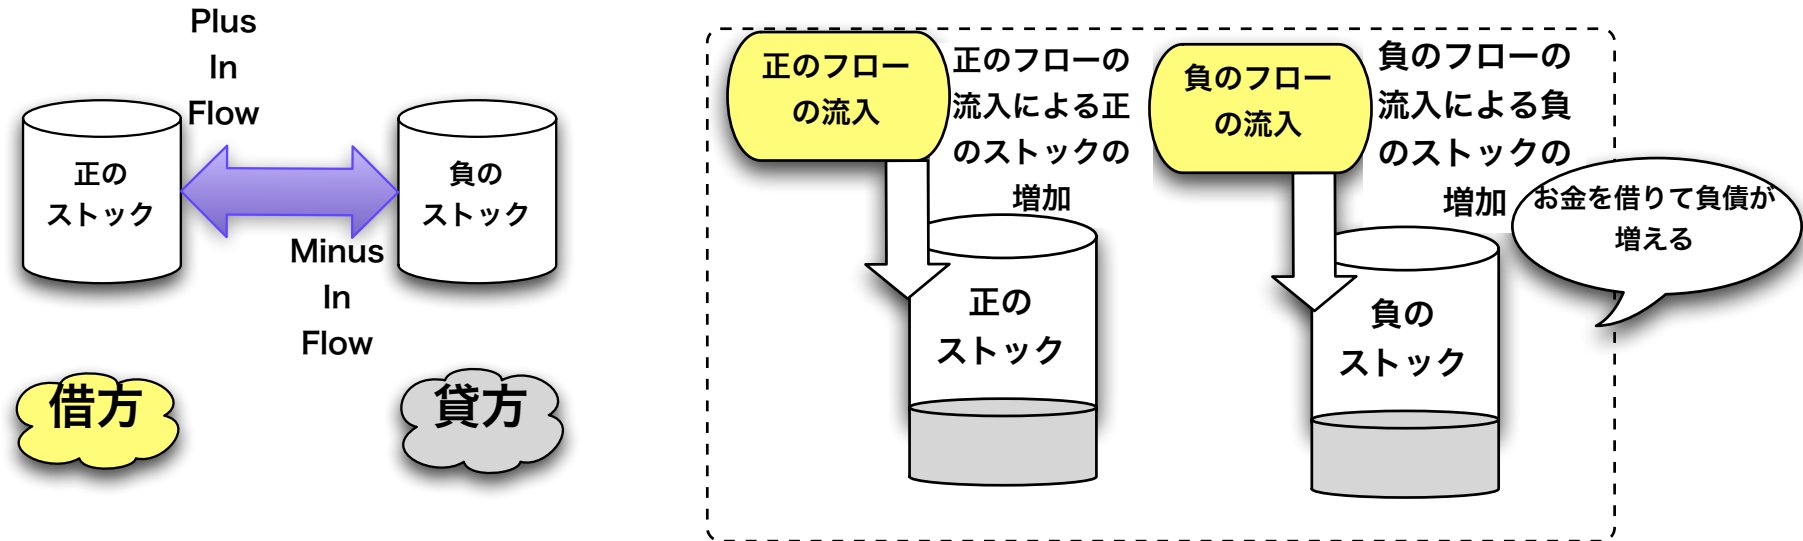 Plus
In
Flow
正の
ストック
負の
ストック
Minus
In
Flow
借方
貸方
正のフロー
の流入
正のフローの
流入による正
のストックの
増加
正の
ストック
負のフロー
の流入
負のフローの
流入による負
のストックの
増加
負の
ストック
お金を借りて負債が
増える